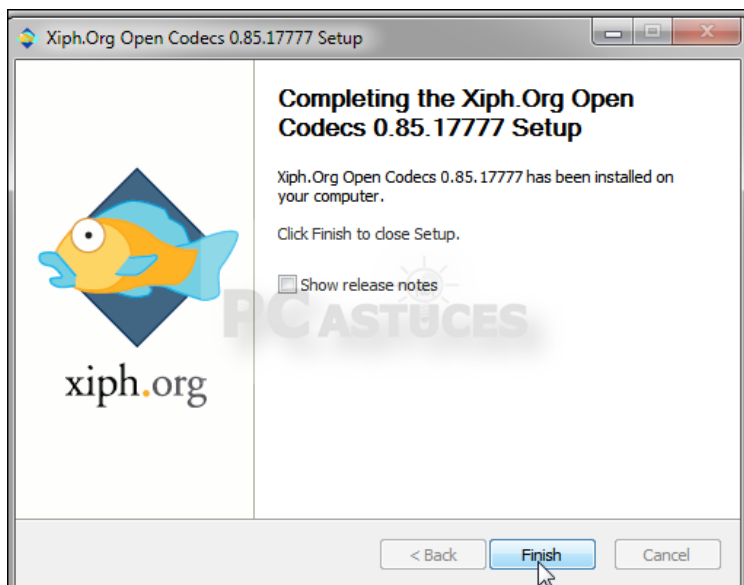 Xiph.Org Open Codecs 0.85.17777 Setup
Completing the Xiph.Org Open
Codecs 0.85.17777 Setup
Xiph.Org Open Codecs 0.85.17777 has been installed on
your computer.
Click Finish to close Setup.
Show release notes
PC ASTUCES
xiph.org
< Back
Finish
Cancel